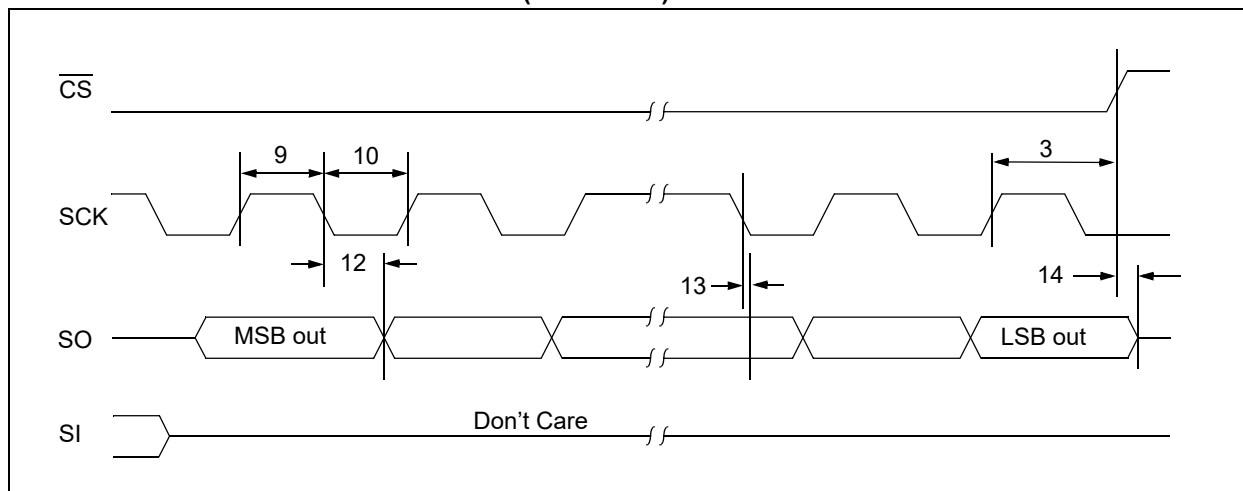 CS
9
10
3
SCK
12
13
14
SO
MSB out
LSB out
SI
Don't Care